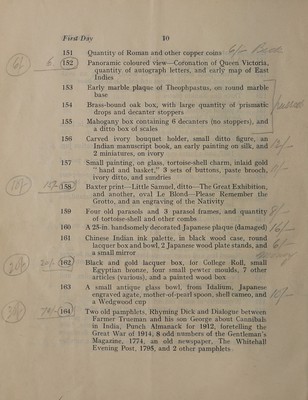 First Day 10
151 Quantity of Roman and other copper coins
152 Panoramic coloured view—Coronation of Queen Victoria,
quantity of autograph letters, and early map of East
Indies
153 Early marble plaque of Theophrastus, on round marble
base
154 Brass-bound oak box, with large quantity of prismatic
drops and decanter stoppers
155 Mahogany box containing 6 decanters (no stoppers), and
a ditto box of scales
156 Carved ivory bouquet holder, small ditto figure, an
Indian manuscript book, an early painting on silk, and
2 miniatures, on ivory
157 Small painting, on glass, tortoise-shell charm, inlaid gold
"hand and basket," 3 sets of buttons, paste brooch,
ivory ditto, and sundries
158 Baxter print—Little Samuel, ditto—The Great Exhibition,
and another, oval Le Blond—Please Remember the
Grotto, and an engraving of the Nativity
159 Four old parasols and 3 parasol frames, and quantity
of tortoise-shell and other combs
160 A 25-in. handsomely decorated Japanese plaque (damaged)
161 Chinese Indian ink palette, in black wood case, round
lacquer box and bowl, 2 Japanese wood plate stands, and
a small mirror
162 Black and gold lacquer box, ior College Roll, small
Egyptian bronze, four small pewter moulds, 7 other
articles (various), and a painted wood box
163 A small antique glass bowl, from Idalium, Japanese
engraved agate, mother-of-pearl spoon, shell cameo, and
a Wedgwood cup
164 Two old pamphlets, Rhyming Dick and Dialogue between
Farmer Trueman and his son George about Cannibals
in India, Punch Almanack for 1912, foretelling the
Great War of 1914, 8 odd numbers of the Gentleman's
Magazine, 1774, an old newspaper, The Whitehall
Evening Post, 1795, and 2 other pamphlets